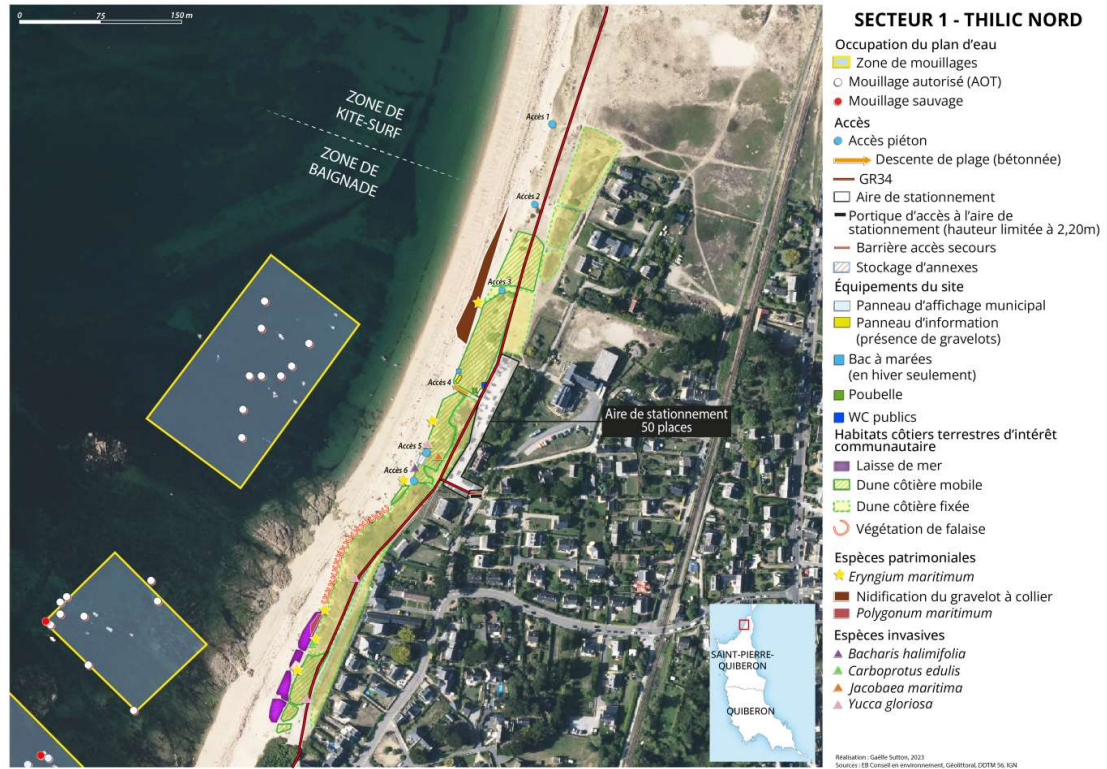 0 75 150 m
ZONE DE
KITE-SURF
ZONE DE
BAIGNADE
Accès 1
Accès 2
Accès 3
Accès 4
Aire de stationnement
50 places
Accès 5
Accès 6
SAINT-PIERRE-
QUIBERON
QUIBERON
SECTEUR 1 - THILIC NORD
Occupation du plan d'eau
Zone de mouillages
Mouillage autorisé (AOT)
Mouillage sauvage
Accès
Accès piéton
Descente de plage (bétonnée)
GR34
Aire de stationnement
Portique d'accès à l'aire de
stationnement (hauteur limitée à 2,20m)
Barrière accès secours
Stockage d'annexes
Équipements du site
Panneau d'affichage municipal
Panneau d'information
(présence de gravelots)
Bac à marées
(en hiver seulement)
Poubelle
WC publics
Habitats côtiers terrestres d'intérêt
communautaire
Laisse de mer
Dune côtière mobile
Dune côtière fixée
Végétation de falaise
Espèces patrimoniales
Eryngium maritimum
Nidification du gravelot à collier
Polygonum maritimum
Espèces invasives
Bacharis halimifolia
Carboprotus edulis
Jacobaea maritima
Yucca gloriosa
Réalisation : Gaëlle Sutton, 2023
Sources : EB Conseil en environnement, Géolittoral, DDTM 56, IGN